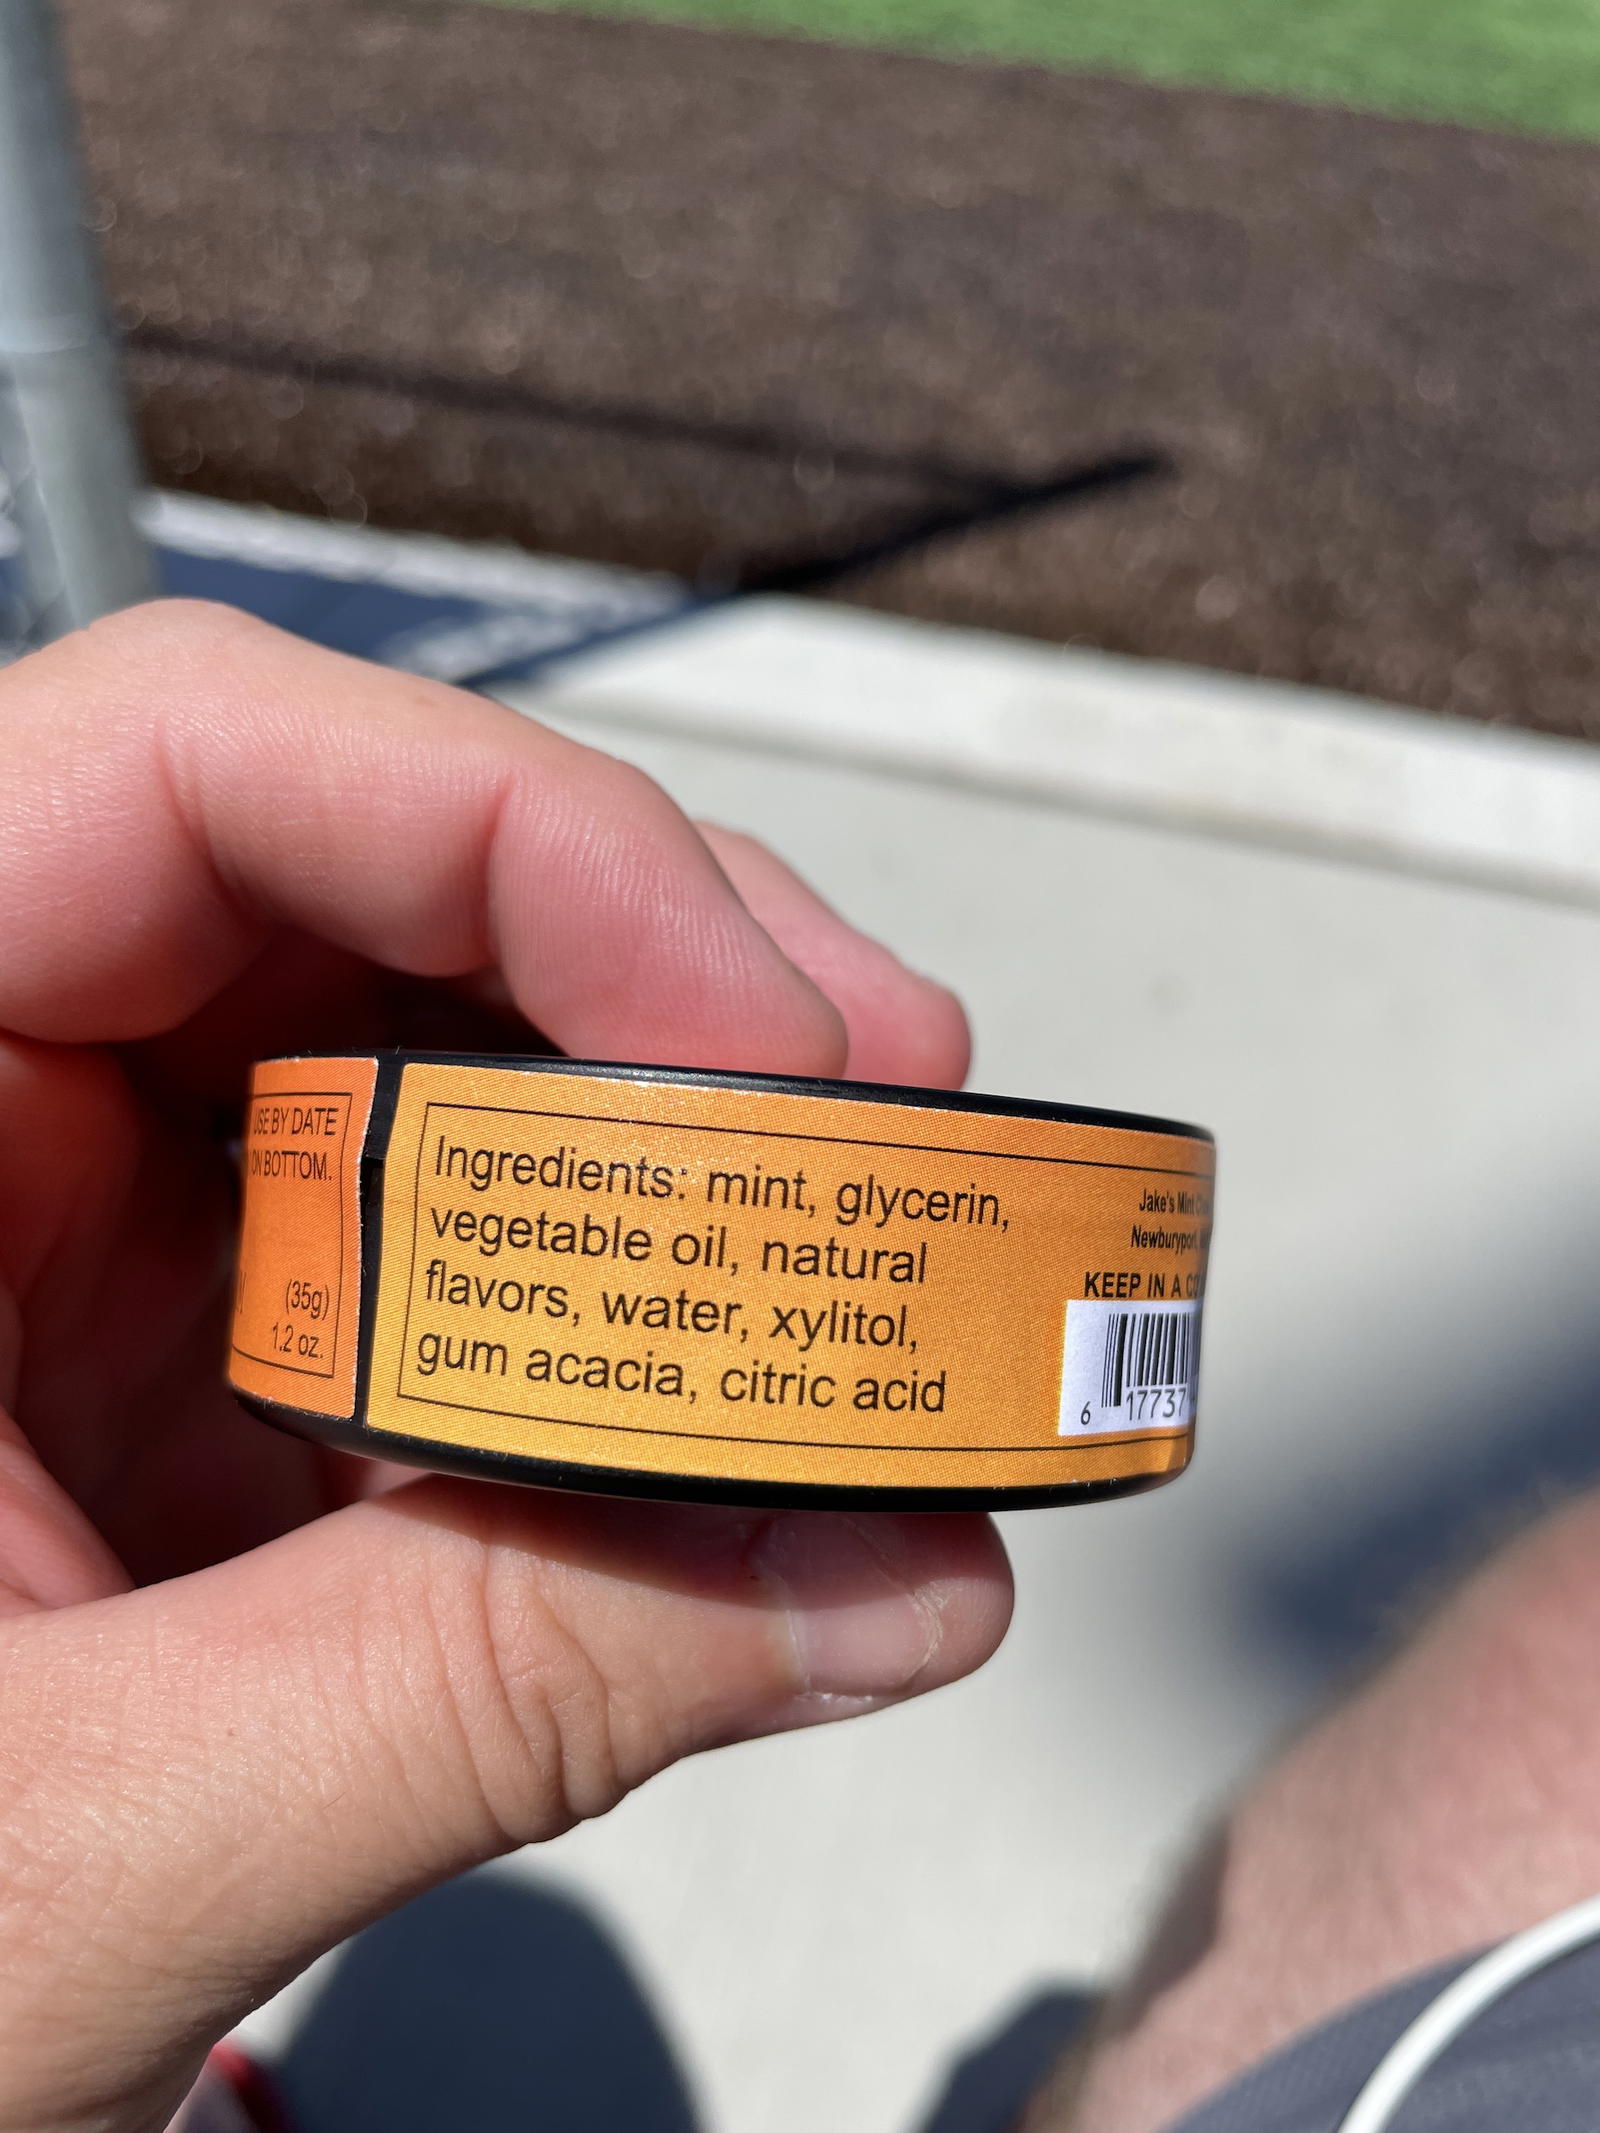 USE BY DATE
ON BOTTOM.
(35g)
1.2 oz.
Ingredients: mint, glycerin,
vegetable oil, natural
flavors, water, xylitol,
gum acacia, citric acid
Jake's Mint
Newburyport,
KEEP IN A
6 17737